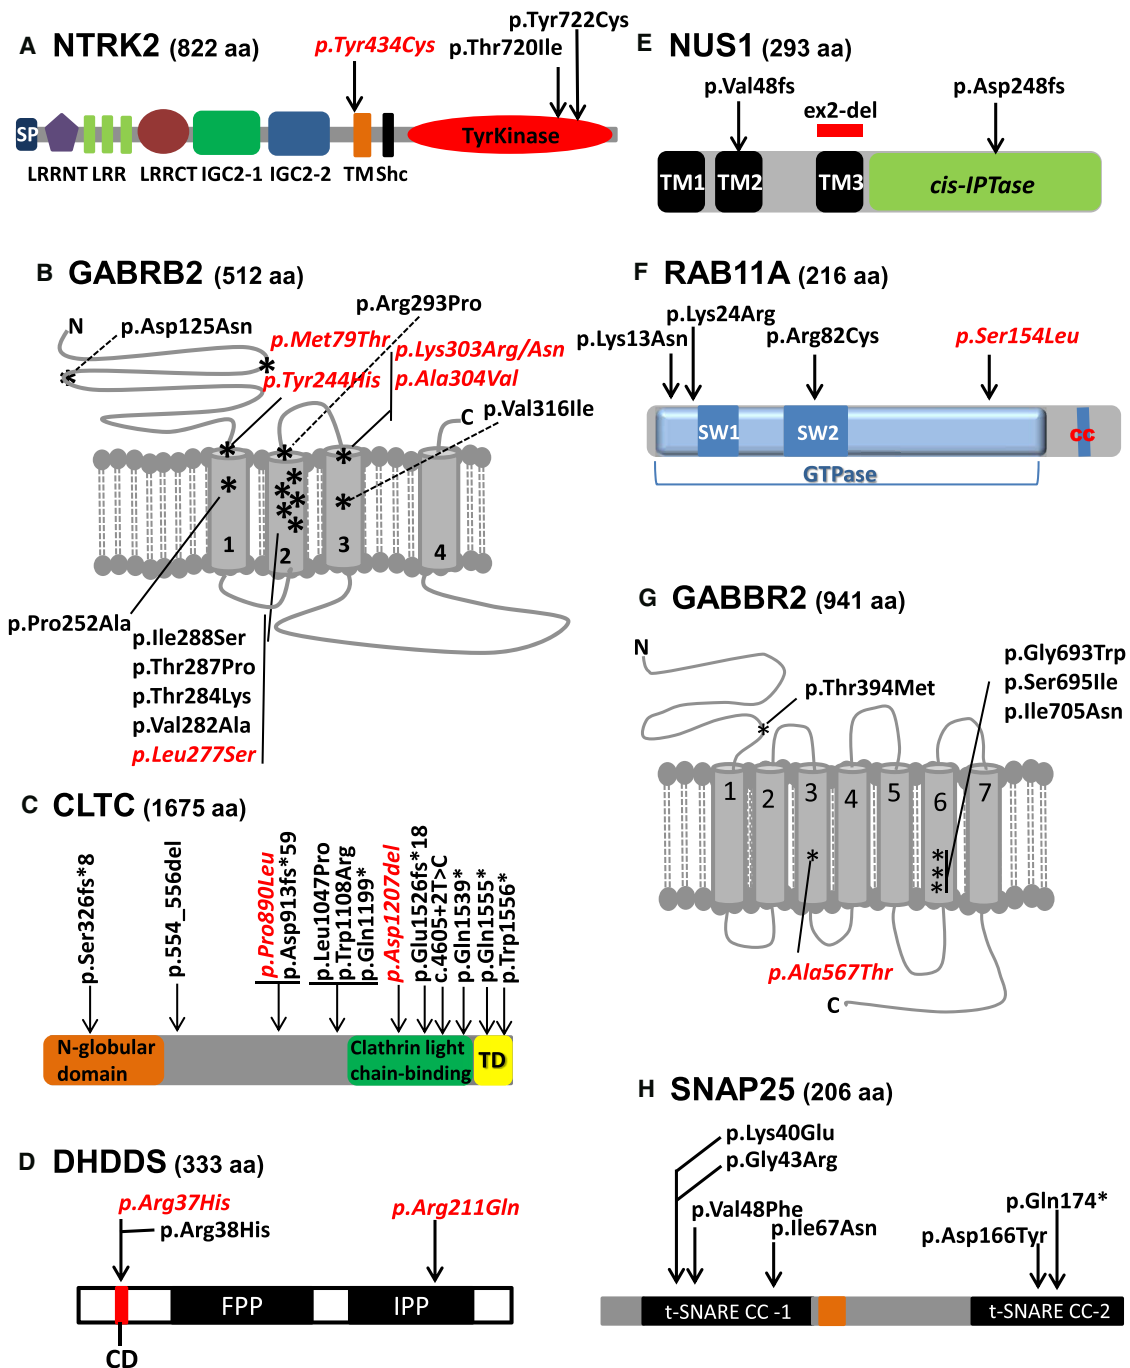 A NTRK2 (822 aa)
p.Tyr434Cys
p.Thr720Ile
p.Tyr722Cys
SP
TyrKinase
LRRNT LRR LRRCT IGC2-1 IGC2-2 TM Shc
B GABRB2 (512 aa)
N
p.Asp125Asn
p.Arg293Pro
p.Met79Thr
p.Lys303Arg/Asn
p.Tyr244His
p.Ala304Val
C
p.Val316Ile
* * * *
* * * * * * * * *
1 2 3 4
p.Pro252Ala
p.Ile288Ser
p.Thr287Pro
p.Thr284Lys
p.Val282Ala
p.Leu277Ser
C CLTC (1675 aa)
p.Ser326fs*8
p.554_556del
p.Pro890Leu
p.Asp913fs*59
p.Leu1047Pro
p.Trp1108Arg
p.Gln1199*
p.Asp1207del
p.Glu1526fs*18
c.4605+2T>C
p.Gln1539*
p.Gln1555*
p.Trp1556*
N-globular
domain
Clathrin light
chain-binding
TD
D DHDDS (333 aa)
p.Arg37His
p.Arg38His
p.Arg211Gln
FPP
IPP
CD
E NUS1 (293 aa)
p.Val48fs
ex2-del
p.Asp248fs
TM1 TM2 TM3 cis-IPTase
F RAB11A (216 aa)
p.Lys13Asn
p.Lys24Arg
p.Arg82Cys
p.Ser154Leu
SW1 SW2 cc
GTPase
G GABBR2 (941 aa)
N
p.Thr394Met
p.Gly693Trp
p.Ser695Ile
p.Ile705Asn
*
1 2 3 4 5 6 7
* * * *
p.Ala567Thr
C
H SNAP25 (206 aa)
p.Lys40Glu
p.Gly43Arg
p.Val48Phe
p.Ile67Asn
p.Asp166Tyr
p.Gln174*
t-SNARE CC -1
t-SNARE CC-2